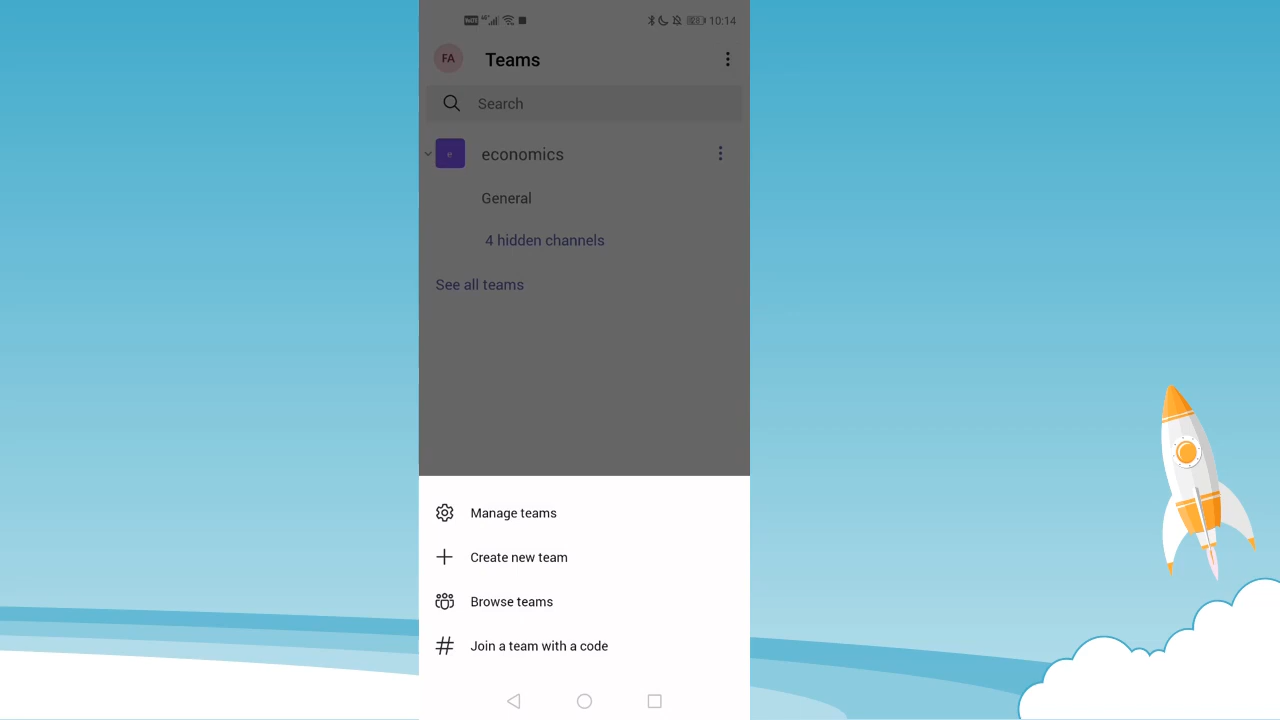 10:14
FA
Teams
Search
e
economics
General
4 hidden channels
See all teams
Manage teams
Create new team
Browse teams
Join a team with a code